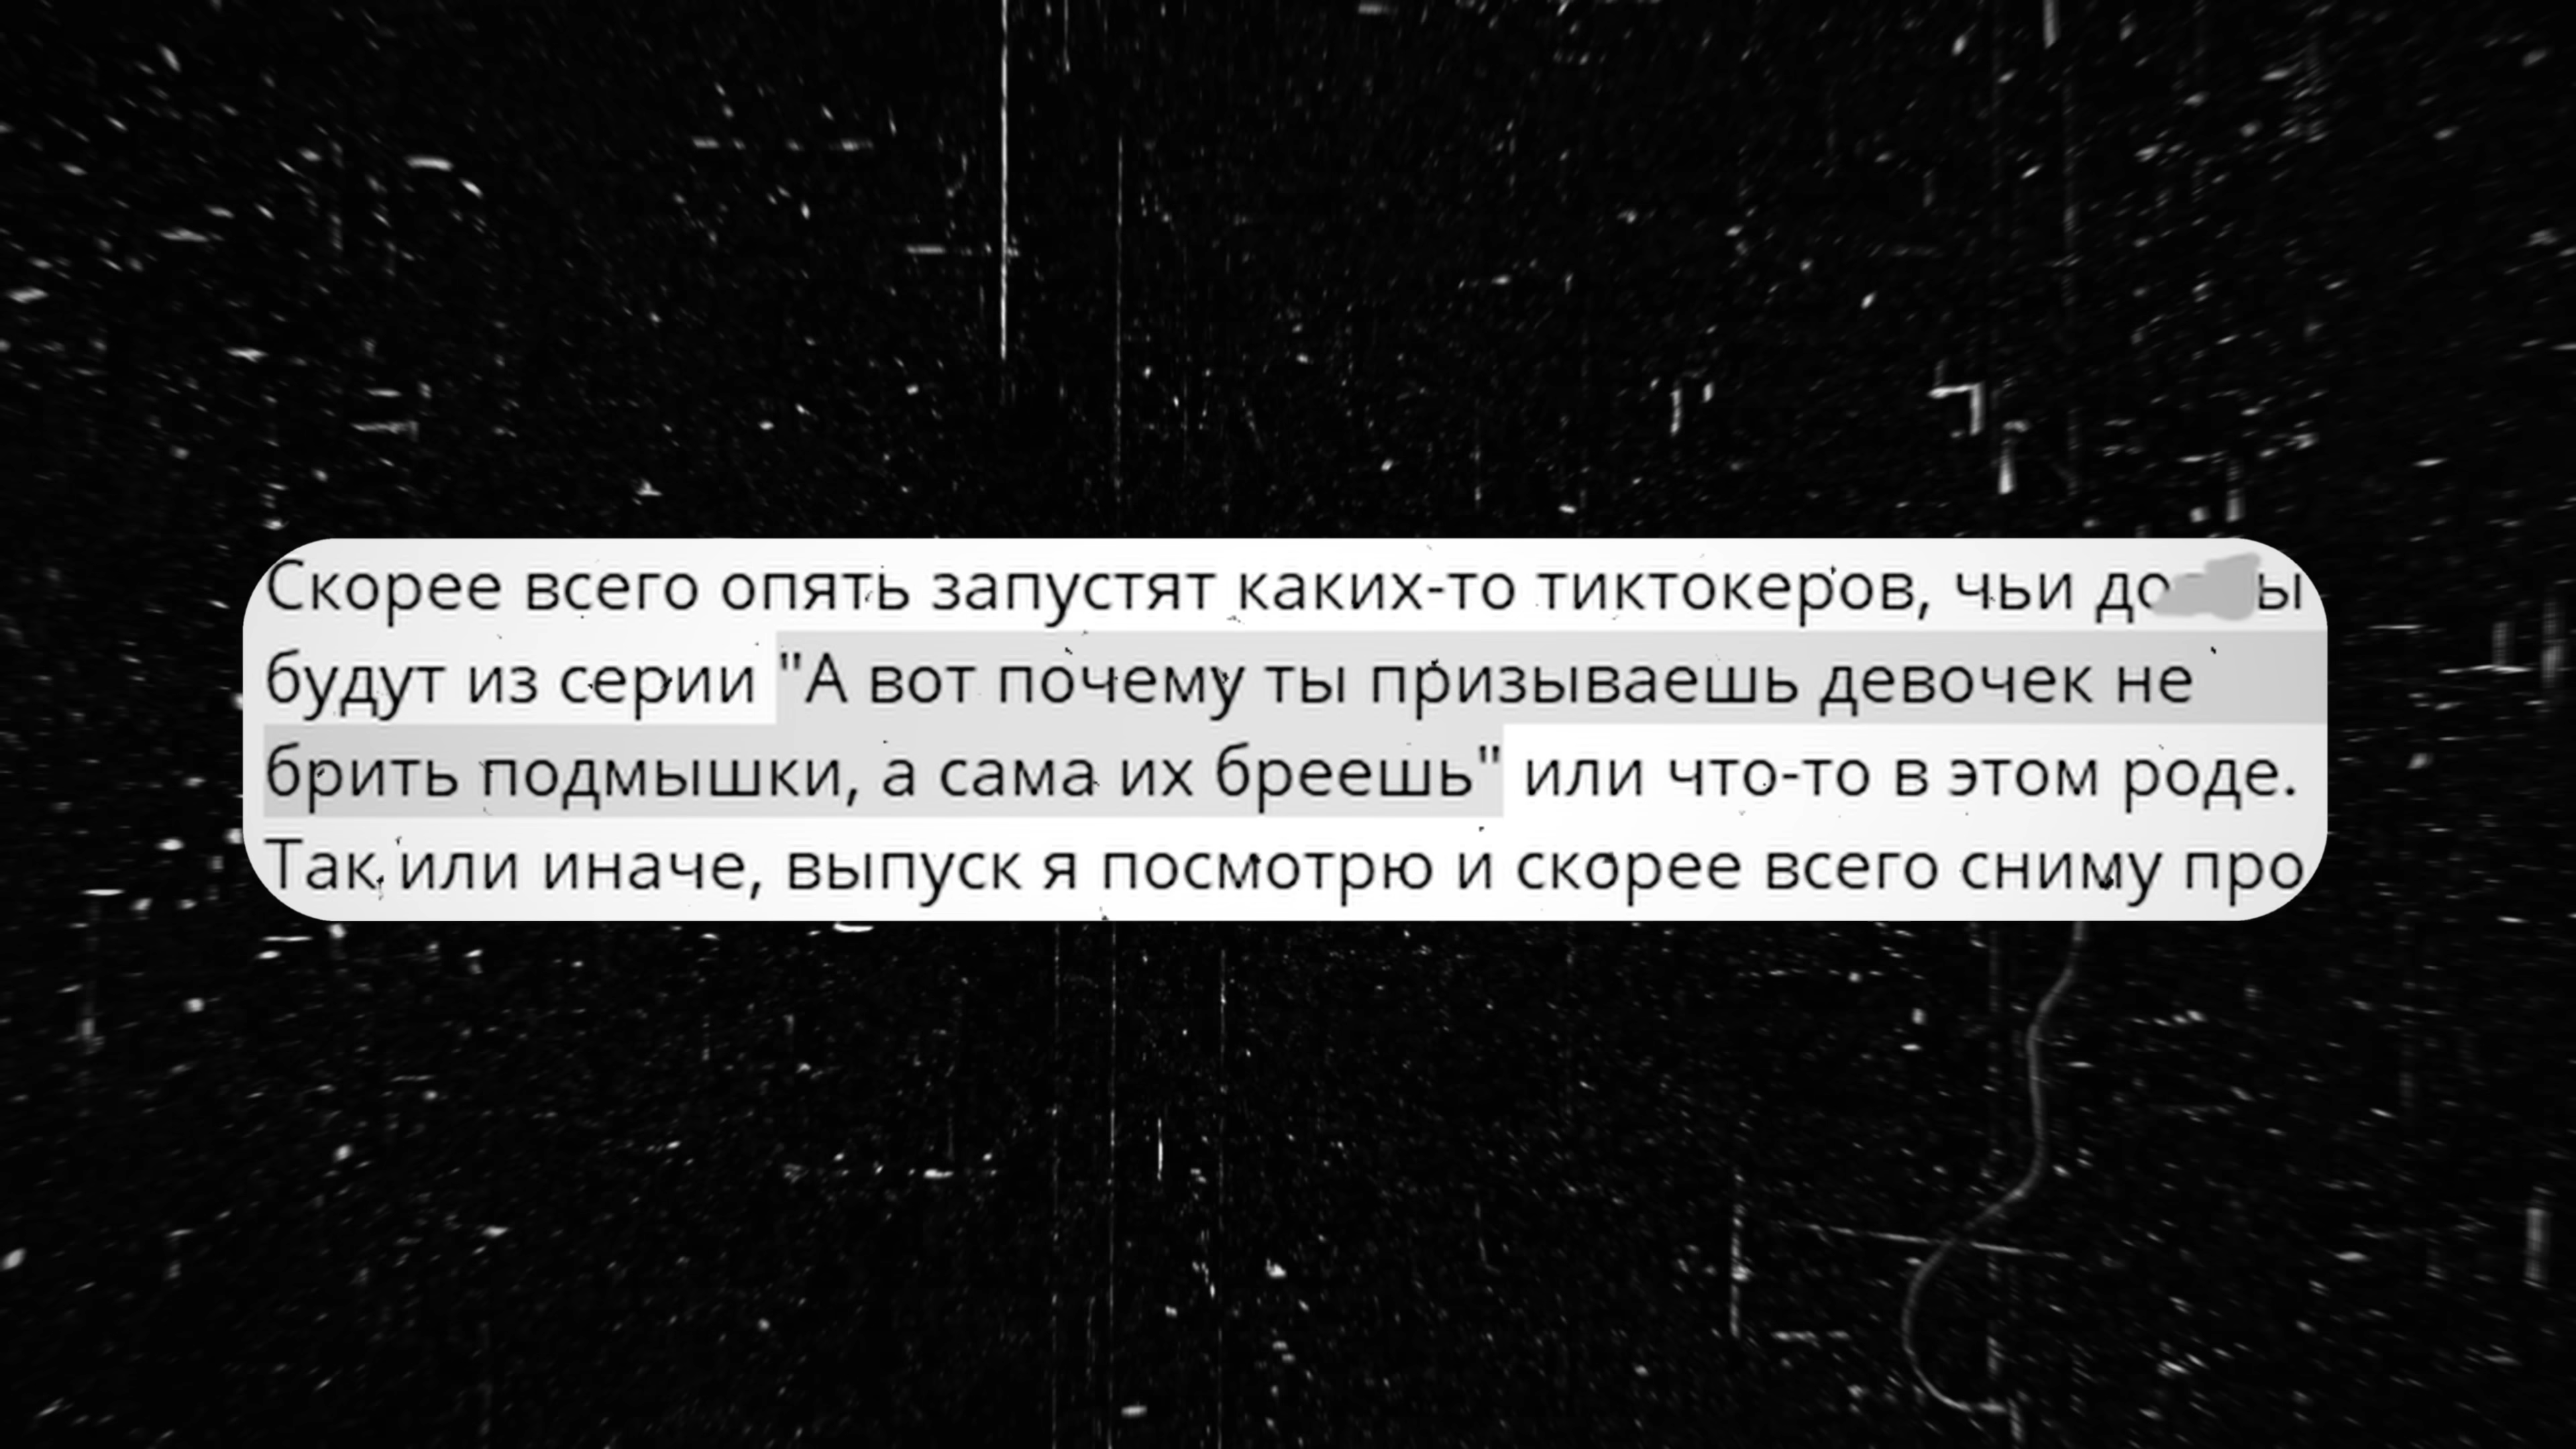 Скорее всего опять запустят каких-то тиктокеров, чьи
будут из серии "А вот почему ты призываешь девочек не
брить подмышки, а сама их бреешь" или что-то в этом роде.
Так или иначе, выпуск я посмотрю и скорее всего сниму про